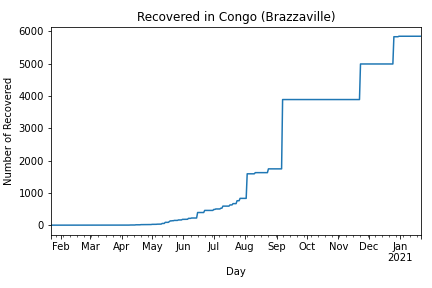 Recovered in Congo (Brazzaville)
6000
5000
4000
3000
2000
1000
0
Number of Recovered
Feb Mar Apr May Jun Jul Aug Sep Oct Nov Dec Jan
2021
Day